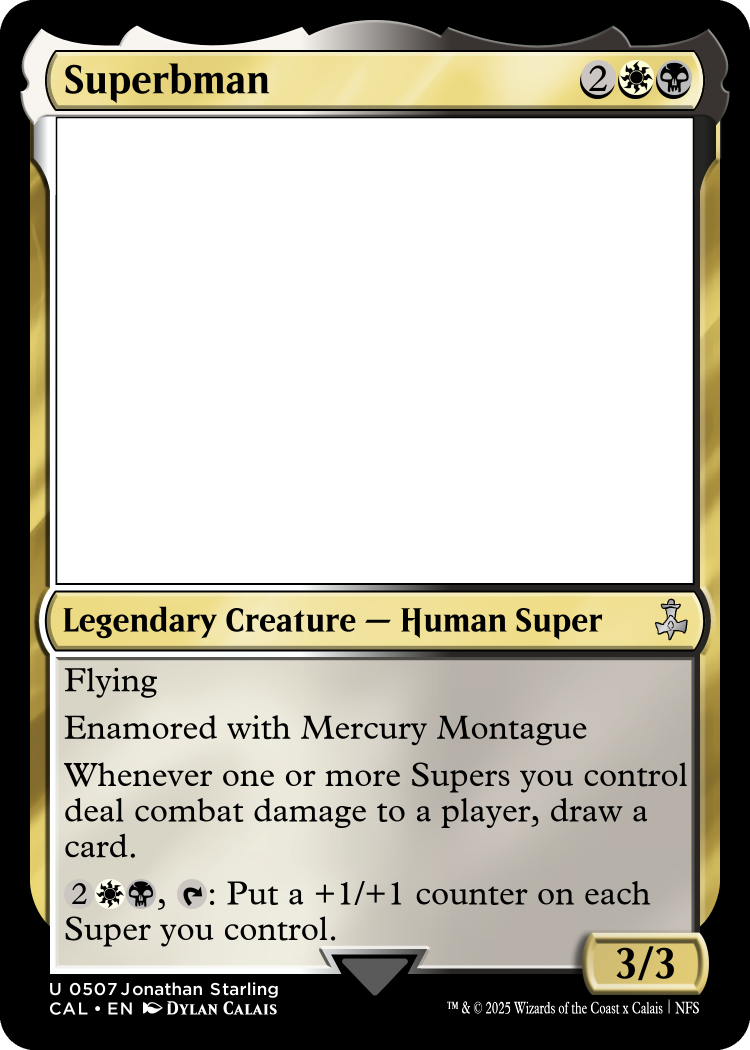 Superbman 2
Legendary Creature — Human Super
Flying
Enamored with Mercury Montague
Whenever one or more Supers you control
deal combat damage to a player, draw a
card.
2 , : Put a +1/+1 counter on each
Super you control.
3/3
U 0507 Jonathan Starling
CAL • EN Dylan Calais
™ & © 2025 Wizards of the Coast x Calais | NFS